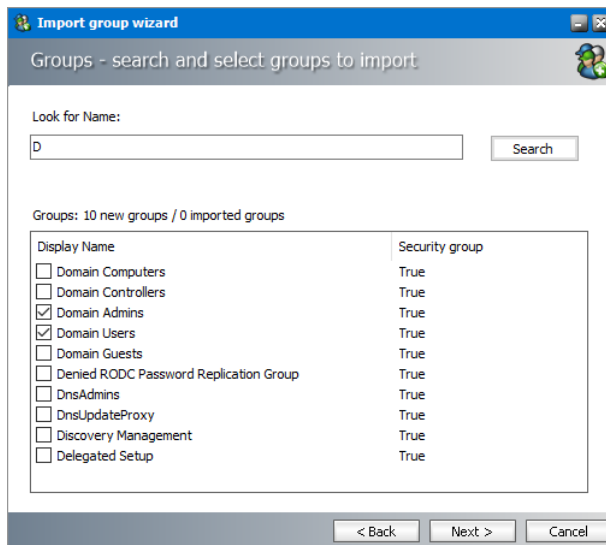 Import group wizard
Groups - search and select groups to import
Look for Name:
D
Search
Groups: 10 new groups / 0 imported groups
Display Name Security group
Domain Computers True
Domain Controllers True
Domain Admins True
Domain Users True
Domain Guests True
Denied RODC Password Replication Group True
DnsAdmins True
DnsUpdateProxy True
Discovery Management True
Delegated Setup True
< Back Next > Cancel